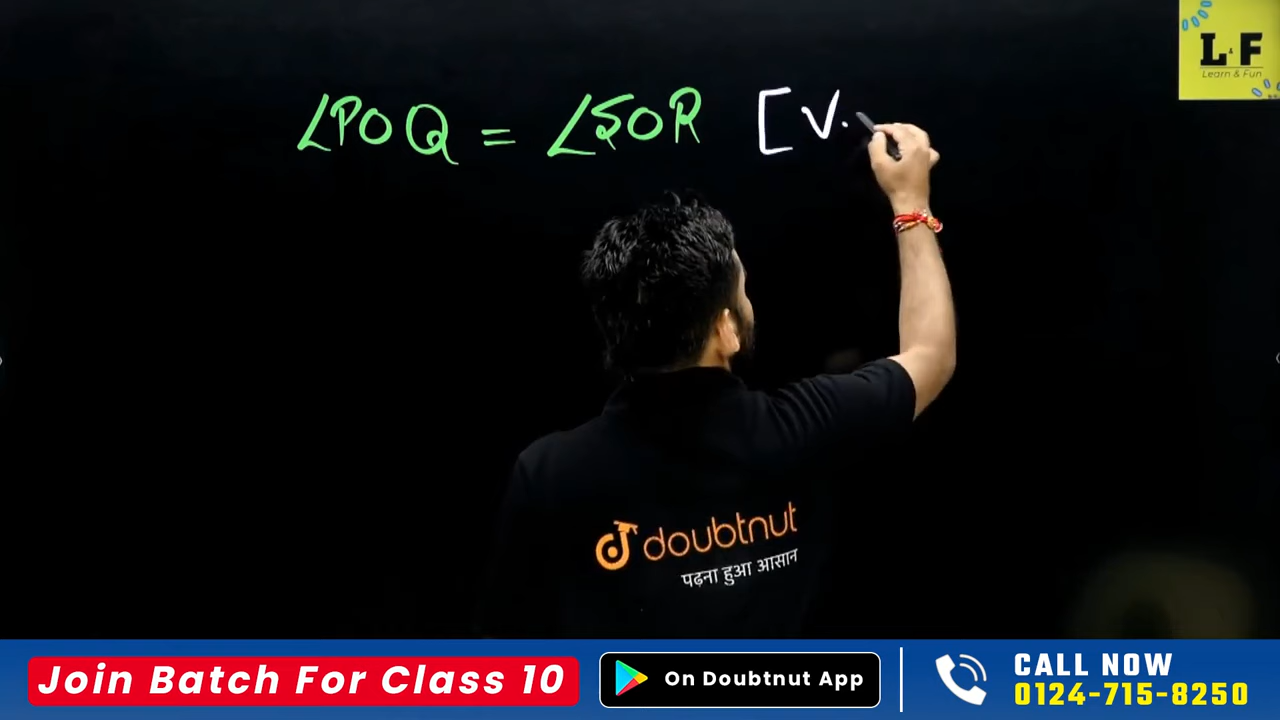 ∠POQ = ∠SOR [V.
L&F
Learn & Fun
doubtnut
पढ़ना हुआ आसान
Join Batch For Class 10
On Doubtnut App
CALL NOW
0124-715-8250